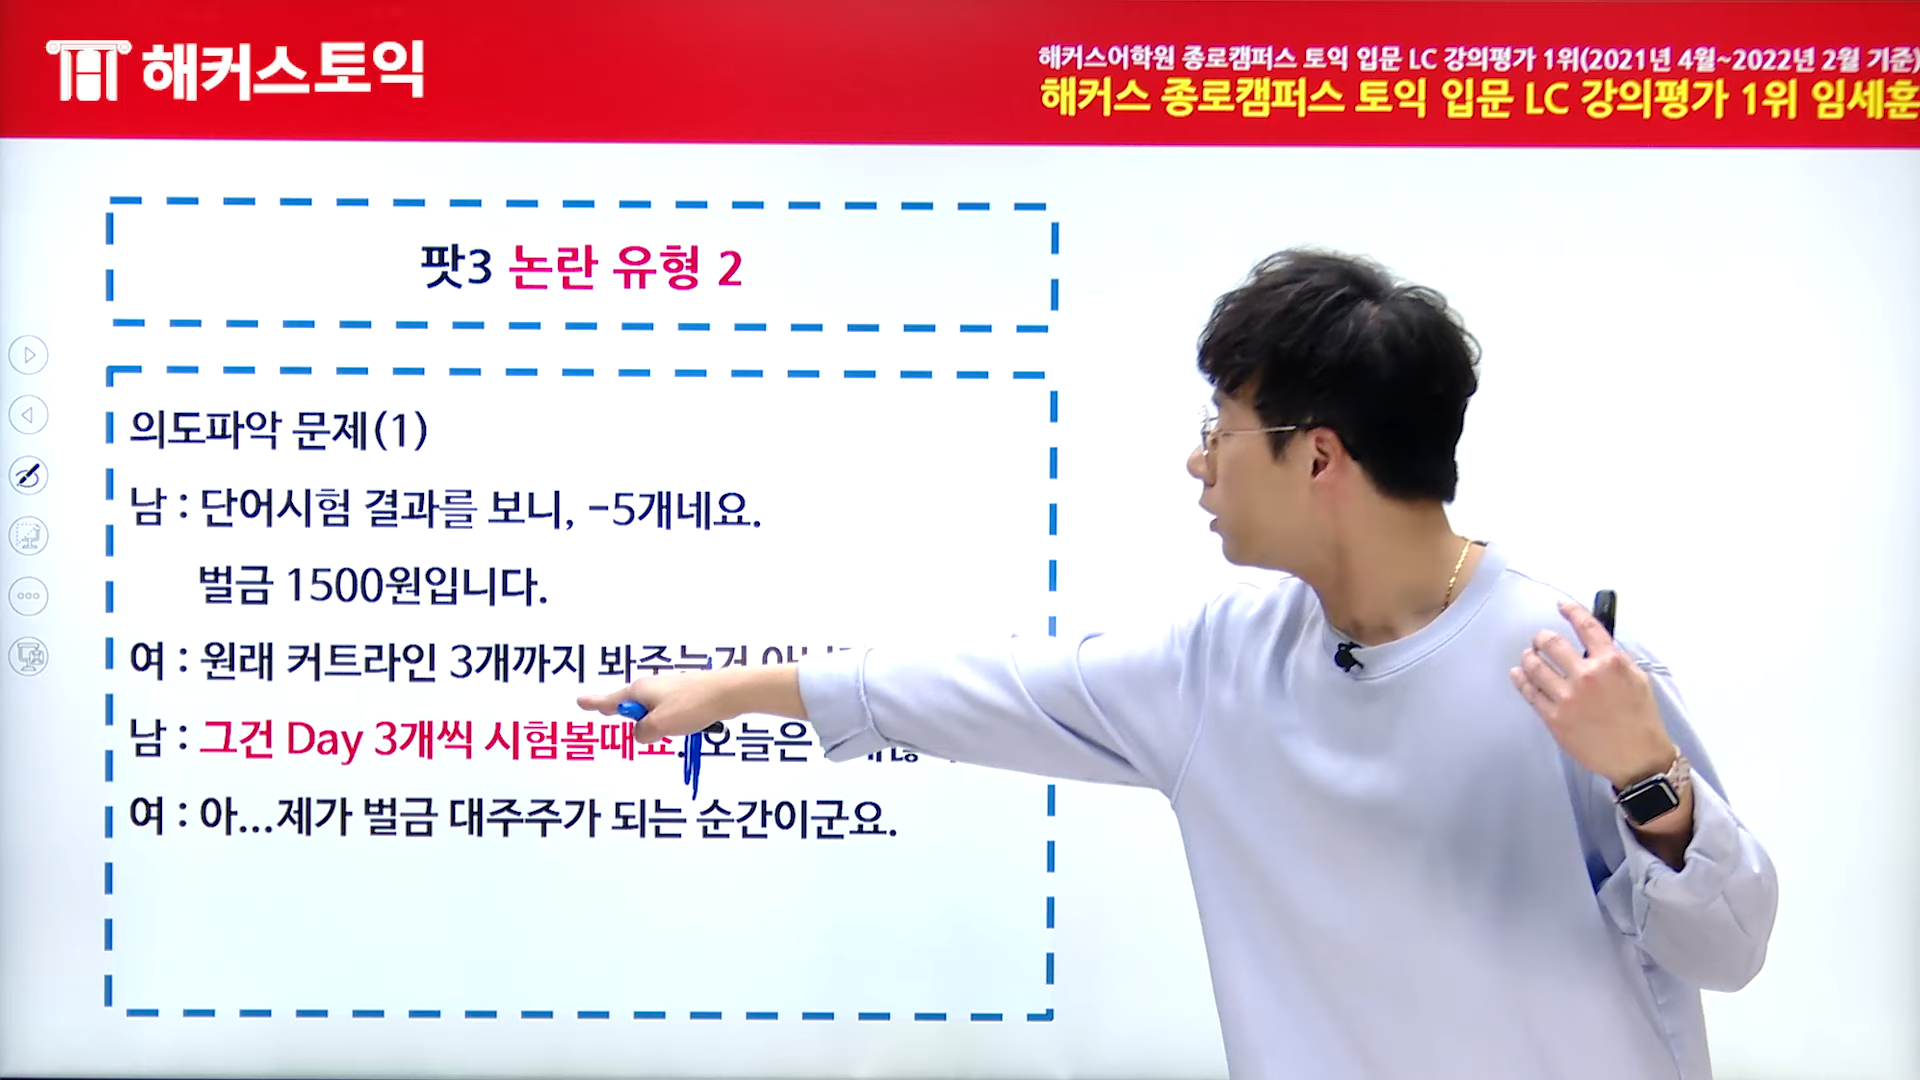 해커스토익
해커스어학원 종로캠퍼스 토익 입문 LC 강의평가 1위(2021년 4월~2022년 2월 기준)
해커스 종로캠퍼스 토익 입문 LC 강의평가 1위 임세훈
팟3 논란 유형 2
의도파악 문제(1)
남 : 단어시험 결과를 보니, -5개네요.
벌금 1500원입니다.
여 : 원래 커트라인 3개까지 봐주는거
남 : 그건 Day 3개씩 시험볼때요. 오늘은
여 : 아...제가 벌금 대주주가 되는 순간이군요.